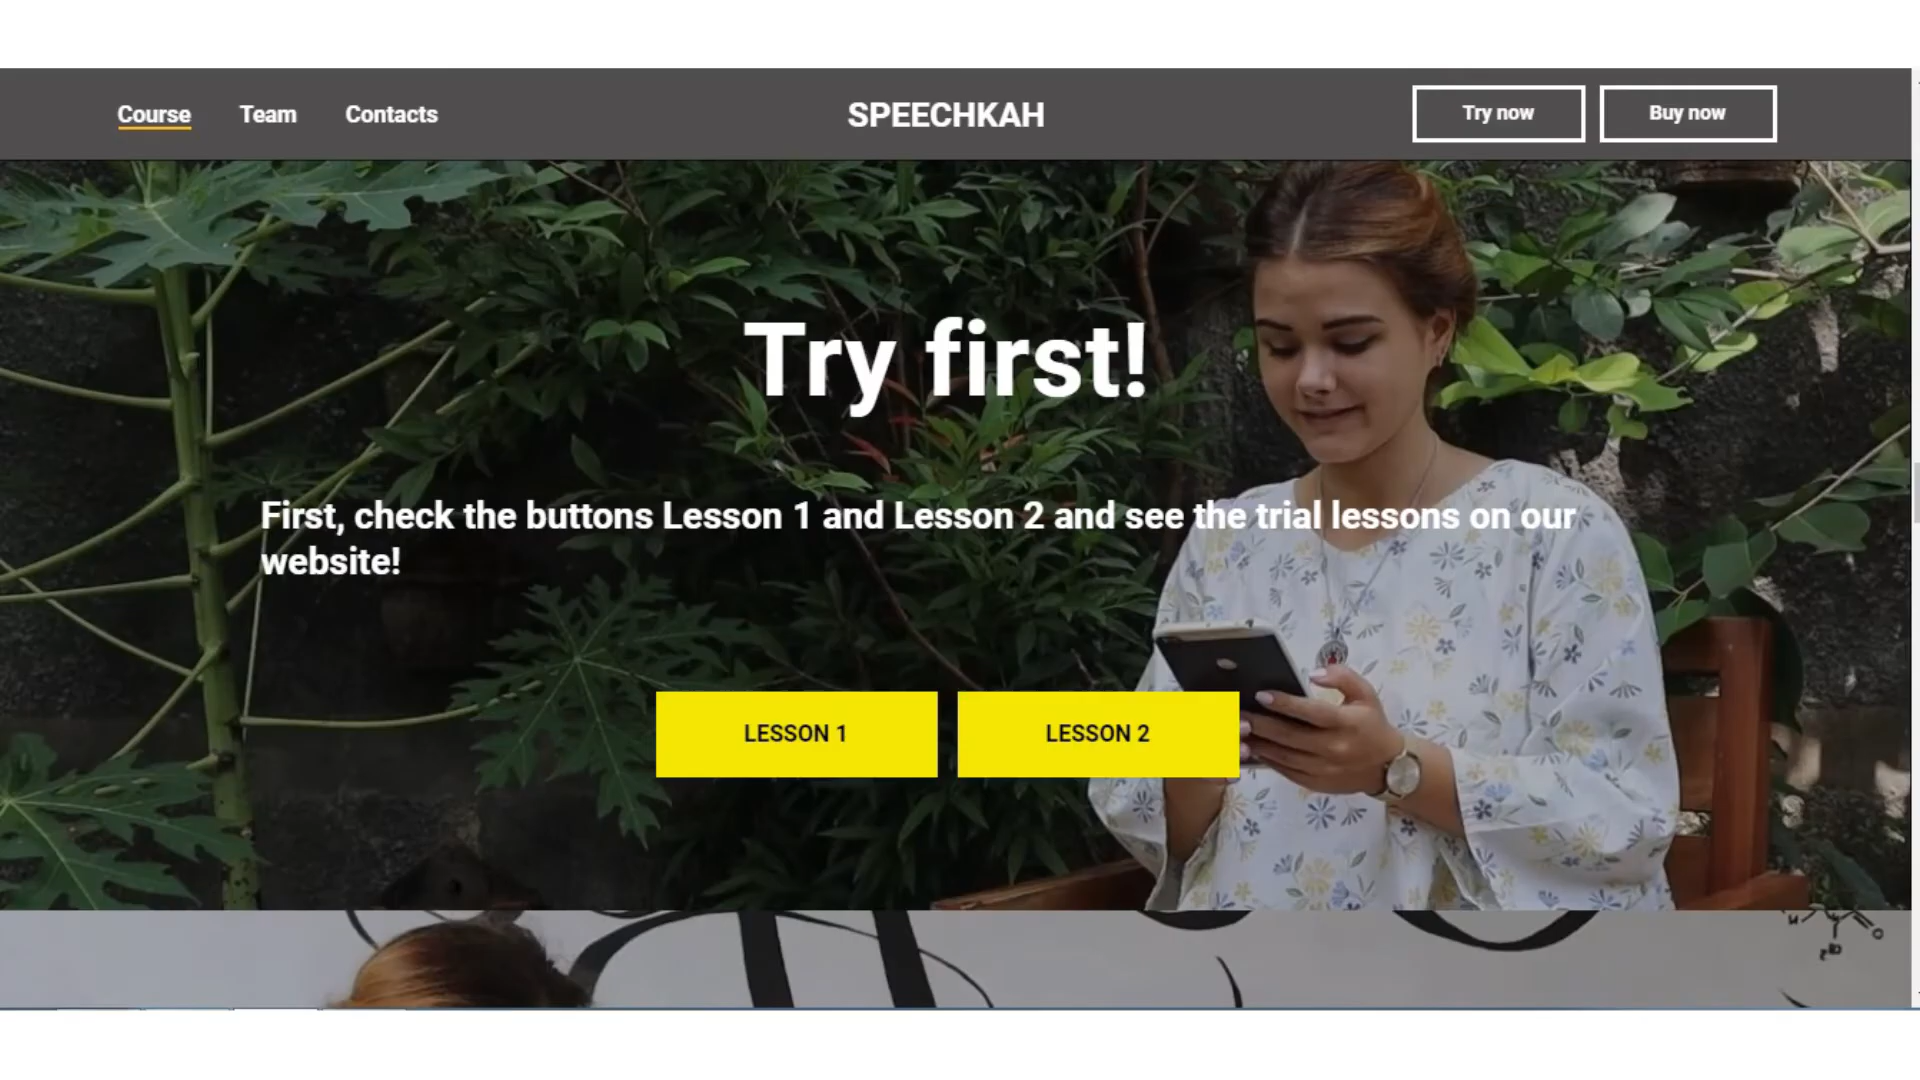 Course Team Contacts SPEECHKAH Try now Buy now
Try first!
First, check the buttons Lesson 1 and Lesson 2 and see the trial lessons on our
website!
LESSON 1 LESSON 2